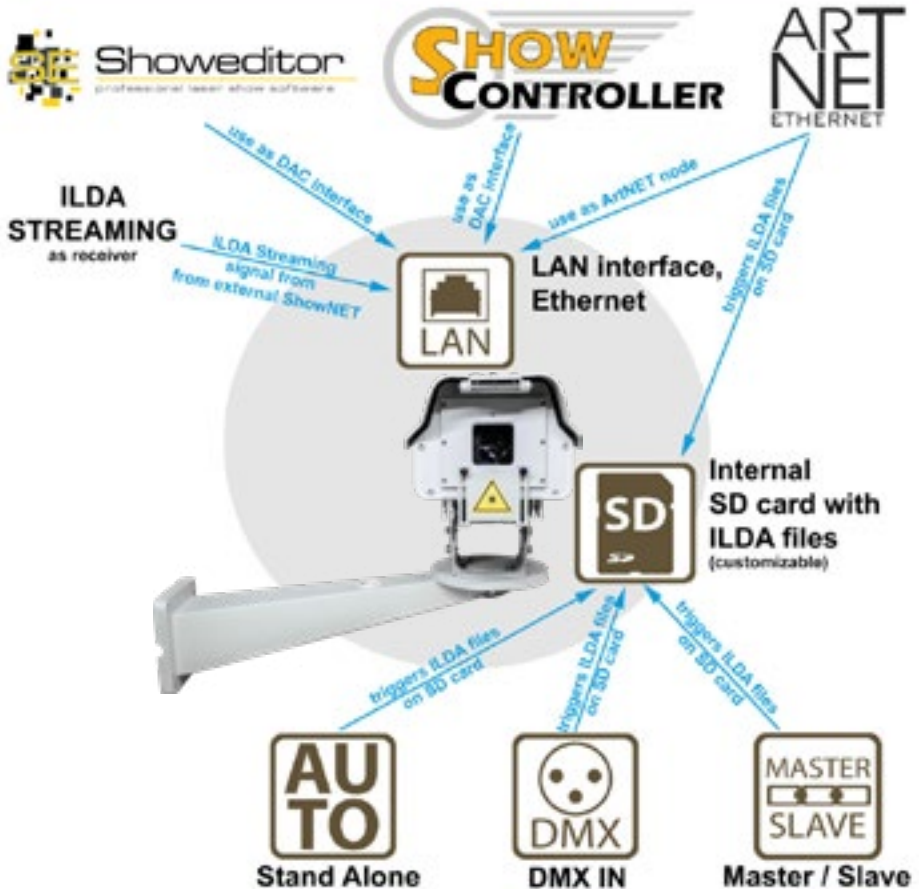 SE Showeditor
professional laser show software
SHOW
CONTROLLER
ART
NET
ETHERNET
use as DAC interface
use as
DAC interface
use as ArtNET node
triggers ILDA files
on SD card
ILDA
STREAMING
as receiver
ILDA Streaming
signal from
from external ShowNET
LAN
LAN interface,
Ethernet
SD
Internal
SD card with
ILDA files
(customizable)
triggers ILDA files
on SD card
triggers ILDA files
on SD card
triggers ILDA files
on SD card
AU
TO
Stand Alone
DMX
DMX IN
MASTER
SLAVE
Master / Slave